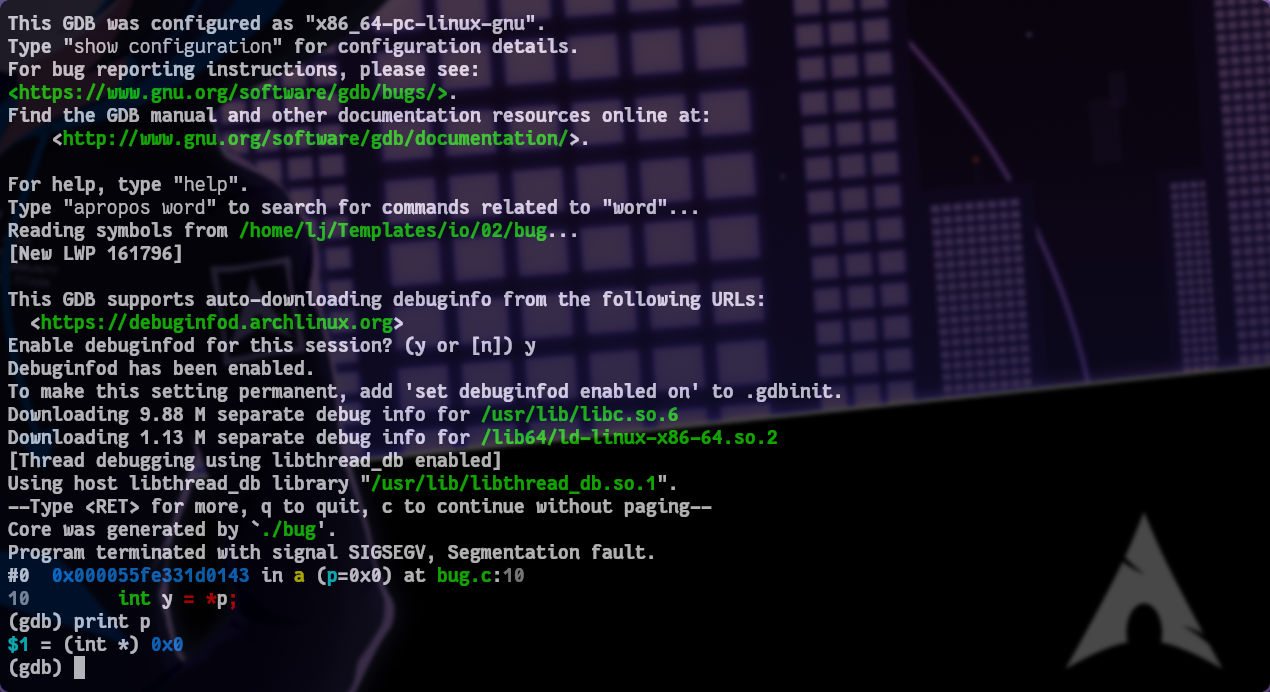 This GDB was configured as "x86_64-pc-linux-gnu".
Type "show configuration" for configuration details.
For bug reporting instructions, please see:
<https://www.gnu.org/software/gdb/bugs/>.
Find the GDB manual and other documentation resources online at:
    <http://www.gnu.org/software/gdb/documentation/>.

For help, type "help".
Type "apropos word" to search for commands related to "word"...
Reading symbols from /home/lj/Templates/io/02/bug...
[New LWP 161796]

This GDB supports auto-downloading debuginfo from the following URLs:
  <https://debuginfod.archlinux.org>
Enable debuginfod for this session? (y or [n]) y
Debuginfod has been enabled.
To make this setting permanent, add 'set debuginfod enabled on' to .gdbinit.
Downloading 9.88 M separate debug info for /usr/lib/libc.so.6
Downloading 1.13 M separate debug info for /lib64/ld-linux-x86-64.so.2
[Thread debugging using libthread_db enabled]
Using host libthread_db library "/usr/lib/libthread_db.so.1".
--Type <RET> for more, q to quit, c to continue without paging--
Core was generated by `./bug'.
Program terminated with signal SIGSEGV, Segmentation fault.
#0  0x000055fe331d0143 in a (p=0x0) at bug.c:10
10          int y = *p;
(gdb) print p
$1 = (int *) 0x0
(gdb)